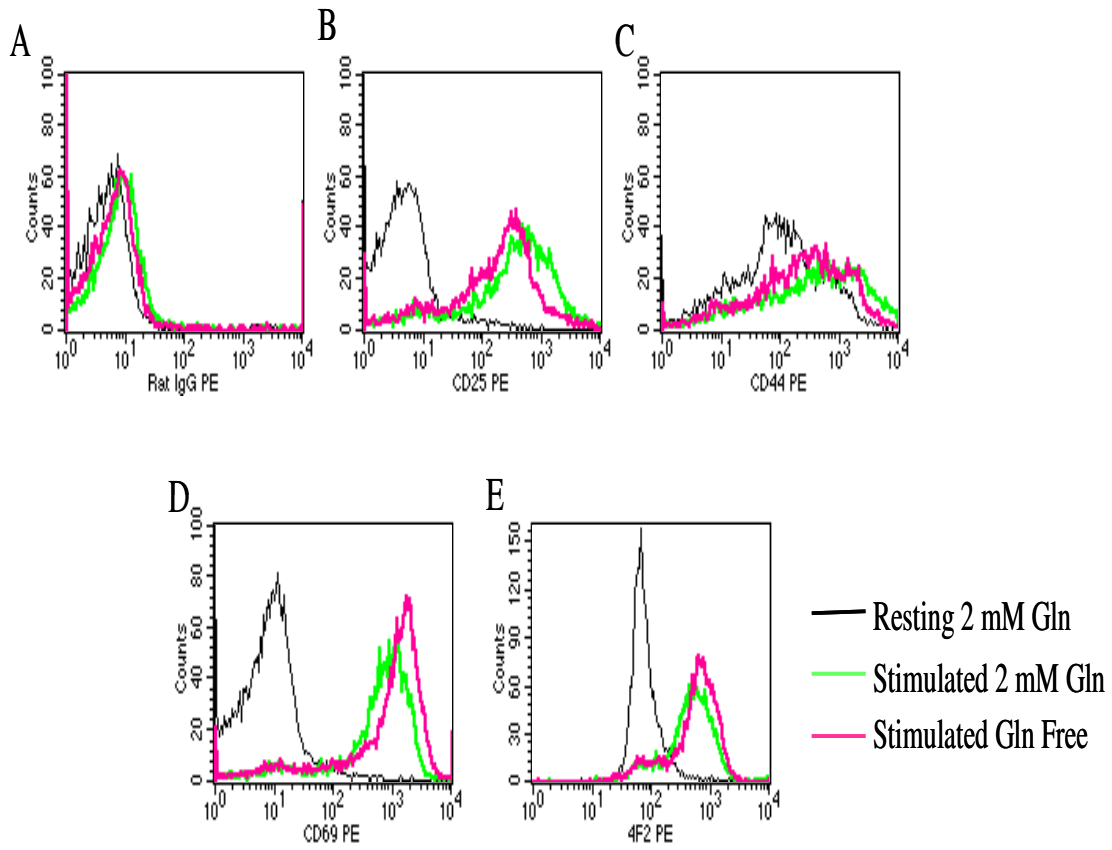 A
B
C
100
80
60
40
20
0
Counts
10^0 10^1 10^2 10^3 10^4
Rat IgG PE
100
80
60
40
20
0
Counts
10^0 10^1 10^2 10^3 10^4
CD25 PE
100
80
60
40
20
0
Counts
10^0 10^1 10^2 10^3 10^4
CD44 PE
D
E
100
80
60
40
20
0
Counts
10^0 10^1 10^2 10^3 10^4
CD69 PE
150
120
90
60
30
0
Counts
10^0 10^1 10^2 10^3 10^4
4F2 PE
Resting 2 mM Gln
Stimulated 2 mM Gln
Stimulated Gln Free